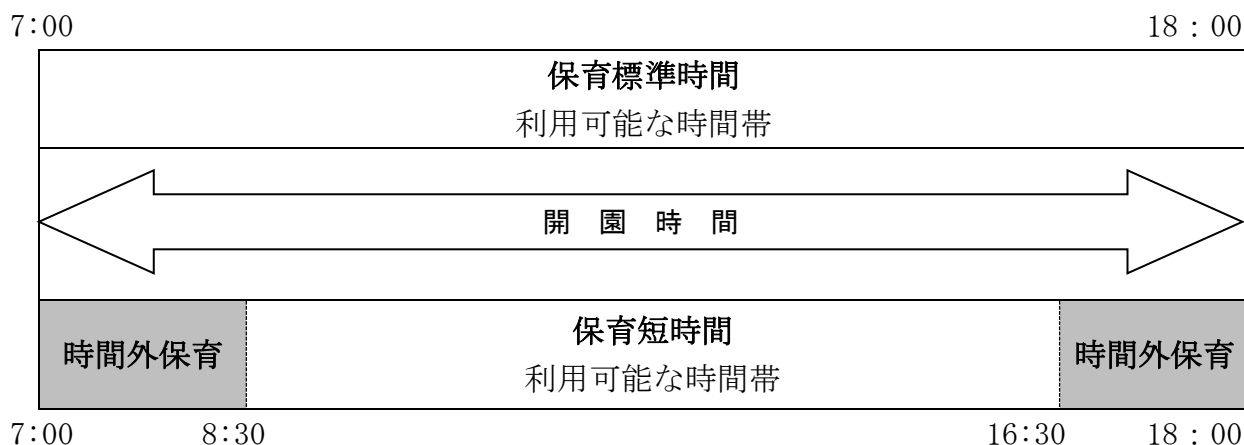 7:00 18：00
保育標準時間
利用可能な時間帯
開 園 時 間
時間外保育 保育短時間 時間外保育
利用可能な時間帯
7:00 8:30 16:30 18：00